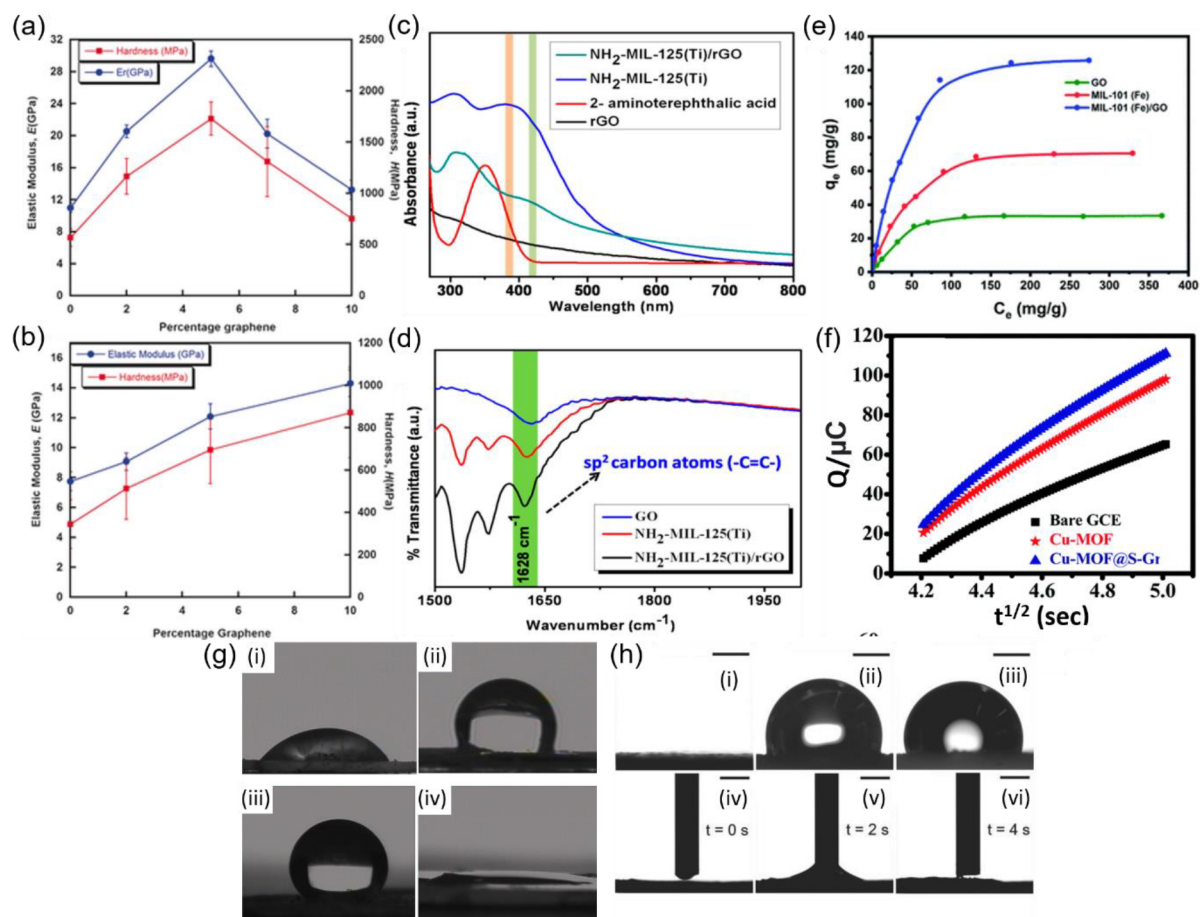 (a)
Hardness (MPa)
Er(GPa)
32
28
24
20
16
12
8
4
0
2500
2000
1500
1000
500
0
Elastic Modulus, E(GPa)
Hardness, H(MPa)
0 2 4 6 8 10
Percentage graphene
(b)
Elastic Modulus (GPa)
Hardness(MPa)
16
14
12
10
8
6
4
2
0
1200
1000
800
600
400
200
0
Elastic Modulus, E (GPa)
Hardness, H(MPa)
0 2 4 6 8 10
Percentage Graphene
(c)
NH2-MIL-125(Ti)/rGO
NH2-MIL-125(Ti)
2- aminoterephthalic acid
rGO
Absorbance (a.u.)
300 400 500 600 700 800
Wavelength (nm)
(d)
sp2 carbon atoms (-C=C-)
1628 cm-1
GO
NH2-MIL-125(Ti)
NH2-MIL-125(Ti)/rGO
% Transmittance (a.u.)
1500 1650 1800 1950
Wavenumber (cm-1)
(e)
140
120
100
80
60
40
20
0
qe (mg/g)
GO
MIL-101 (Fe)
MIL-101 (Fe)/GO
0 50 100 150 200 250 300 350 400
Ce (mg/g)
(f)
120
100
80
60
40
20
0
Q/µC
Bare GCE
Cu-MOF
Cu-MOF@S-Gr
4.2 4.4 4.6 4.8 5.0
t1/2 (sec)
(g)
(i)
(ii)
(iii)
(iv)
(h)
(i)
(ii)
(iii)
(iv)
t = 0 s
(v)
t = 2 s
(vi)
t = 4 s